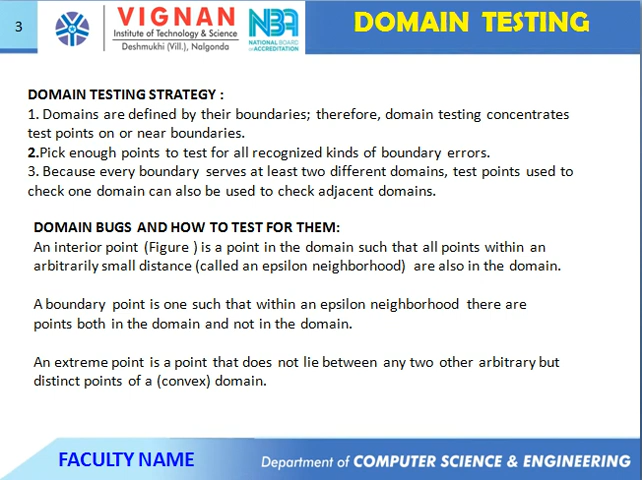 3
VIGNAN
Institute of Technology & Science
Deshmukhi (Vill.), Nalgonda
NBA
NATIONAL BOARD
of ACCREDITATION
DOMAIN TESTING
DOMAIN TESTING STRATEGY :
1. Domains are defined by their boundaries; therefore, domain testing concentrates
test points on or near boundaries.
2.Pick enough points to test for all recognized kinds of boundary errors.
3. Because every boundary serves at least two different domains, test points used to
check one domain can also be used to check adjacent domains.
DOMAIN BUGS AND HOW TO TEST FOR THEM:
An interior point (Figure ) is a point in the domain such that all points within an
arbitrarily small distance (called an epsilon neighborhood) are also in the domain.
A boundary point is one such that within an epsilon neighborhood there are
points both in the domain and not in the domain.
An extreme point is a point that does not lie between any two other arbitrary but
distinct points of a (convex) domain.
FACULTY NAME
Department of COMPUTER SCIENCE & ENGINEERING